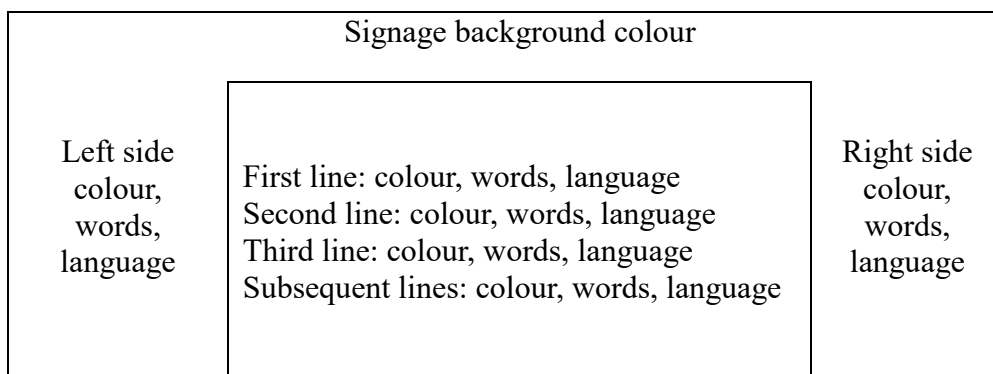 Signage background colour
Left side
colour,
words,
language
First line: colour, words, language
Second line: colour, words, language
Third line: colour, words, language
Subsequent lines: colour, words, language
Right side
colour,
words,
language